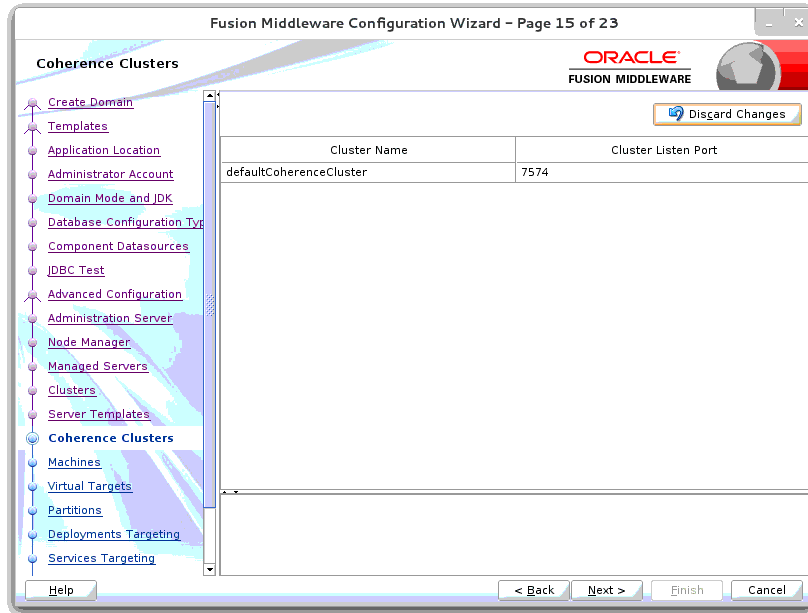 Fusion Middleware Configuration Wizard – Page 15 of 23
Coherence Clusters
ORACLE
FUSION MIDDLEWARE
Create Domain
Templates
Application Location
Administrator Account
Domain Mode and JDK
Database Configuration Typ
Component Datasources
JDBC Test
Advanced Configuration
Administration Server
Node Manager
Managed Servers
Clusters
Server Templates
Coherence Clusters
Machines
Virtual Targets
Partitions
Deployments Targeting
Services Targeting
Discard Changes
Cluster Name Cluster Listen Port
defaultCoherenceCluster 7574
Help < Back Next > Finish Cancel